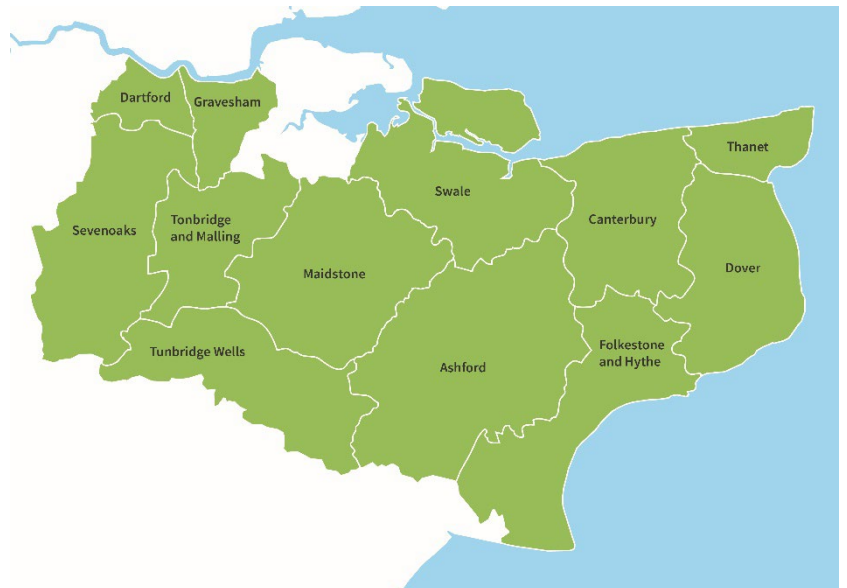 Dartford
Gravesham
Thanet
Swale
Tonbridge
and Malling
Canterbury
Sevenoaks
Maidstone
Dover
Folkestone
and Hythe
Tunbridge Wells
Ashford